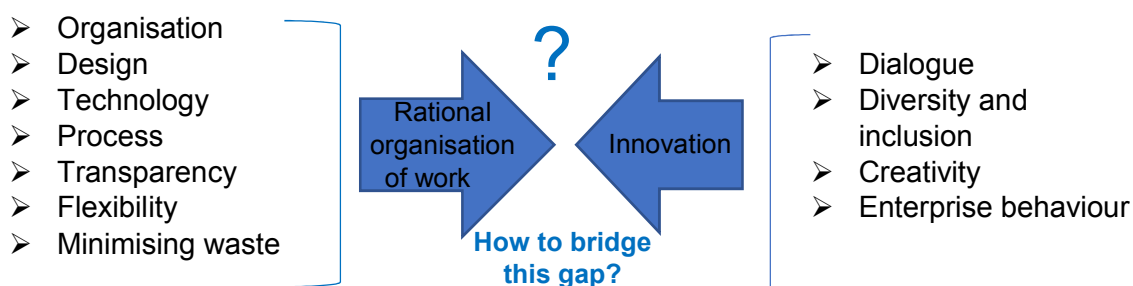 ➢ Organisation
➢ Design
➢ Technology
➢ Process
➢ Transparency
➢ Flexibility
➢ Minimising waste
?
Rational
organisation
of work
Innovation
How to bridge
this gap?
➢ Dialogue
➢ Diversity and
inclusion
➢ Creativity
➢ Enterprise behaviour